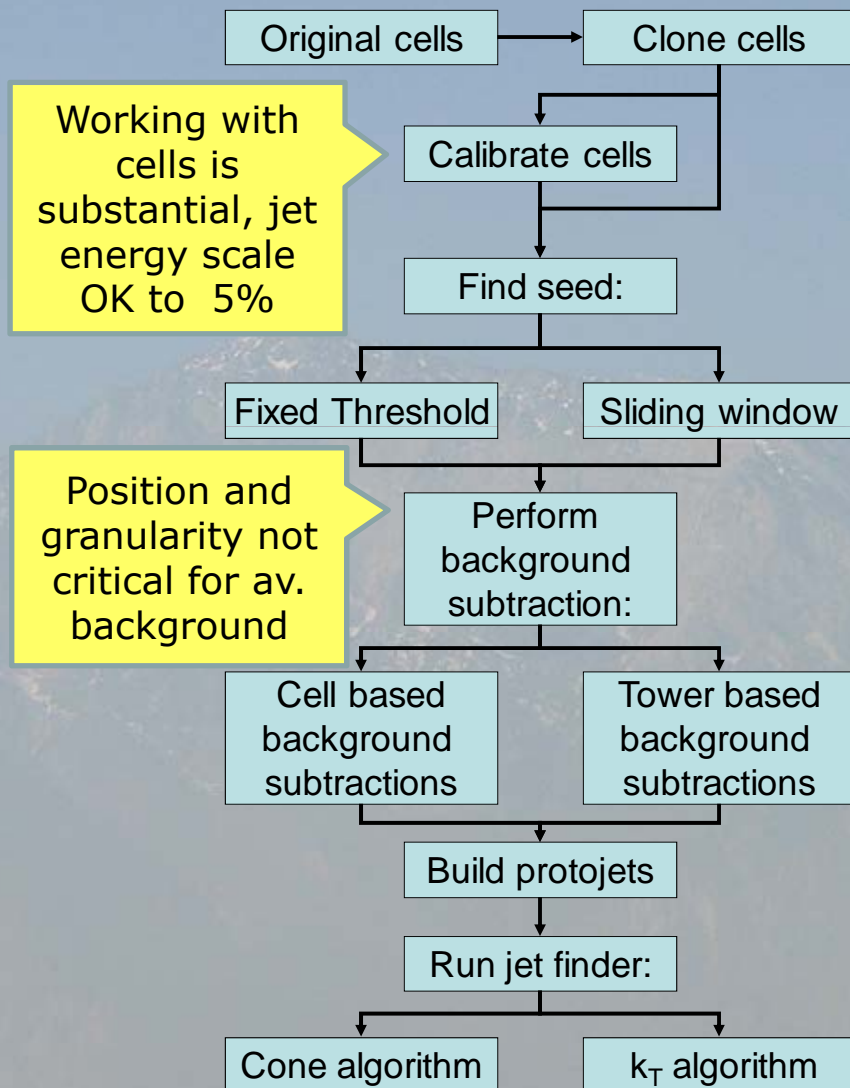 Original cells
Clone cells
Working with
cells is
substantial, jet
energy scale
OK to 5%
Calibrate cells
Find seed:
Fixed Threshold
Sliding window
Position and
granularity not
critical for av.
background
Perform
background
subtraction:
Cell based
background
subtractions
Tower based
background
subtractions
Build protojets
Run jet finder:
Cone algorithm
k_T algorithm